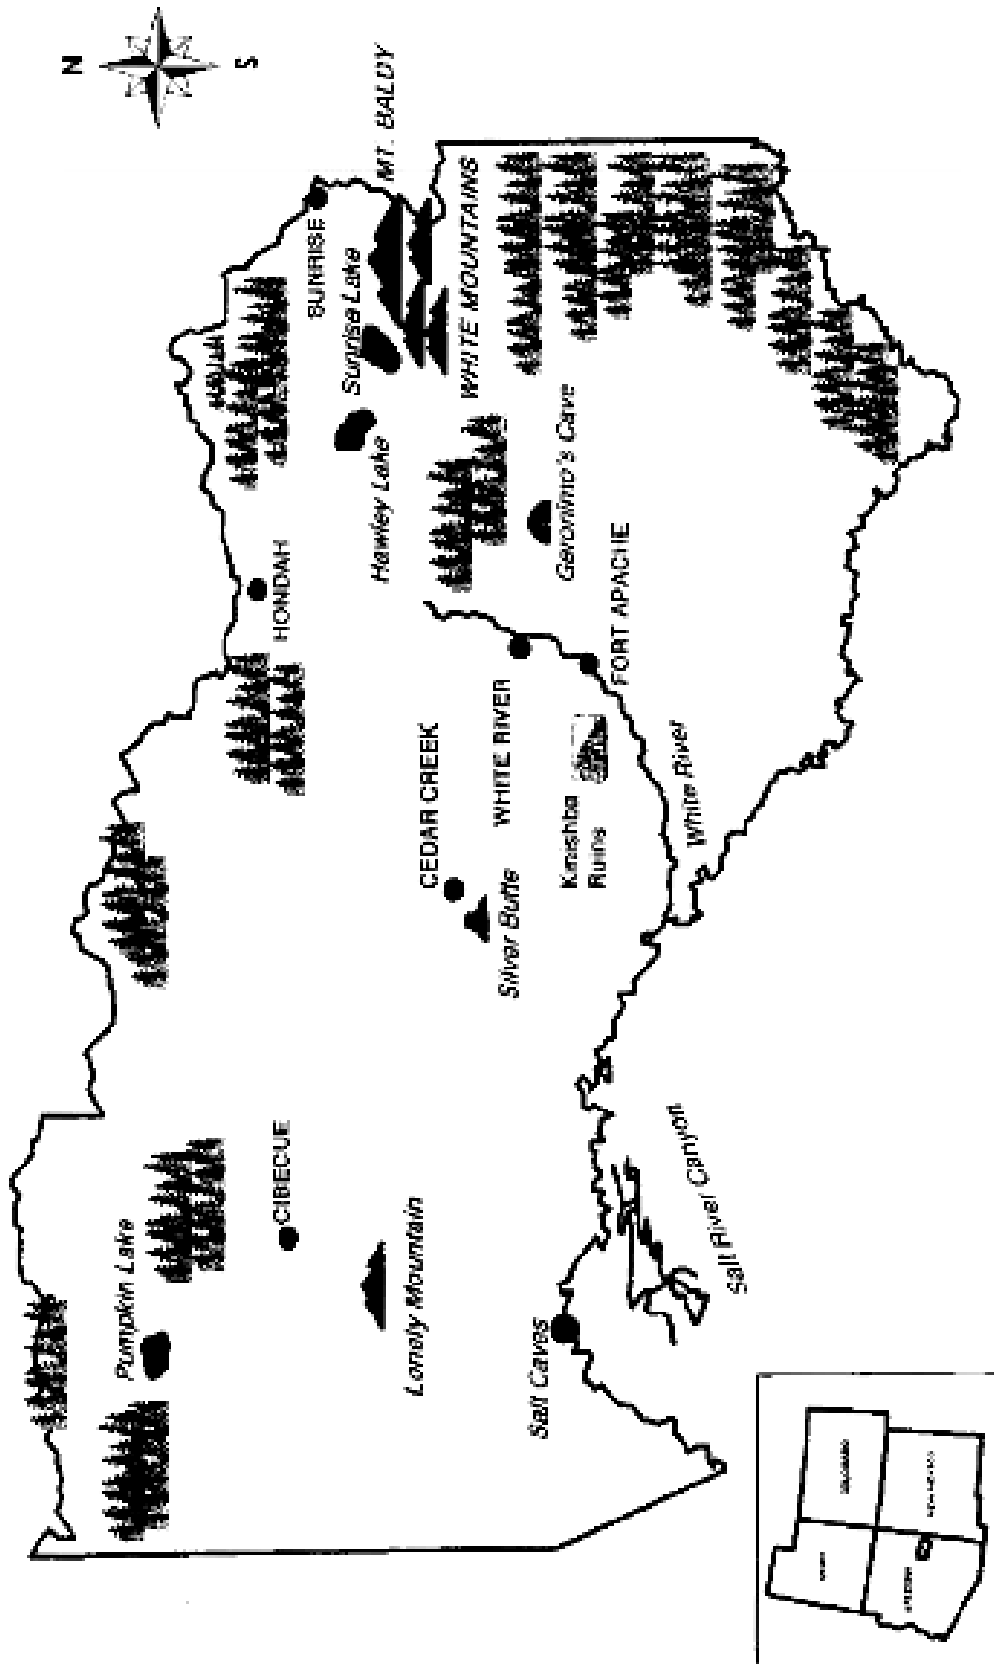 N
S
MT. BALDY
SUNRISE
Sunrise Lake
WHITE MOUNTAINS
Hawley Lake
HONDAH
Geronimo's Cave
FORT APACHE
WHITE RIVER
CEDAR CREEK
Silver Butte
Kinishba
Ruins
White River
CIBECUE
Pumpkin Lake
Lonely Mountain
Salt River Canyon
Salt Caves